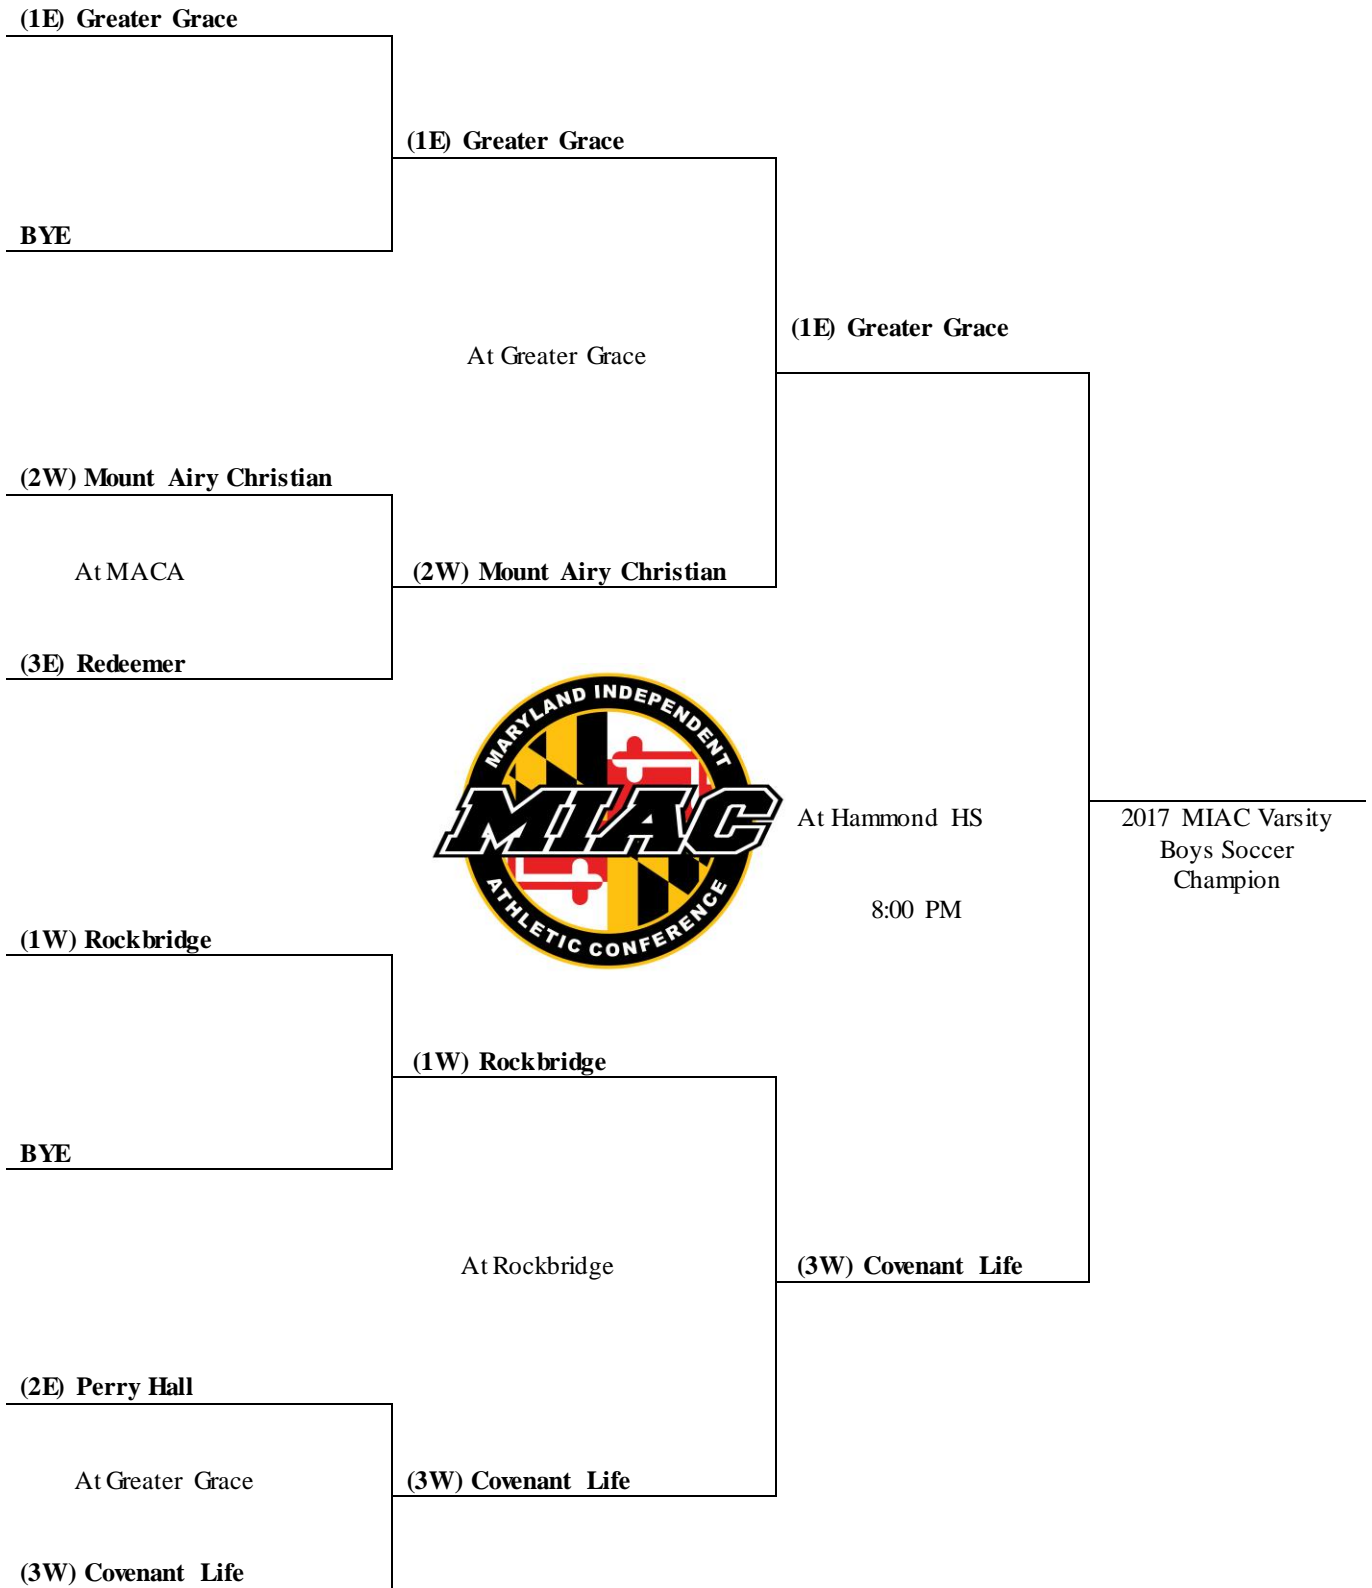 (1E) Greater Grace
(1E) Greater Grace
BYE
(1E) Greater Grace
At Greater Grace
(2W) Mount Airy Christian
At MACA
(2W) Mount Airy Christian
(3E) Redeemer
MARYLAND INDEPENDENT
MIAC
ATHLETIC CONFERENCE
At Hammond HS
8:00 PM
2017 MIAC Varsity
Boys Soccer
Champion
(1W) Rockbridge
(1W) Rockbridge
BYE
At Rockbridge
(3W) Covenant Life
(2E) Perry Hall
At Greater Grace
(3W) Covenant Life
(3W) Covenant Life